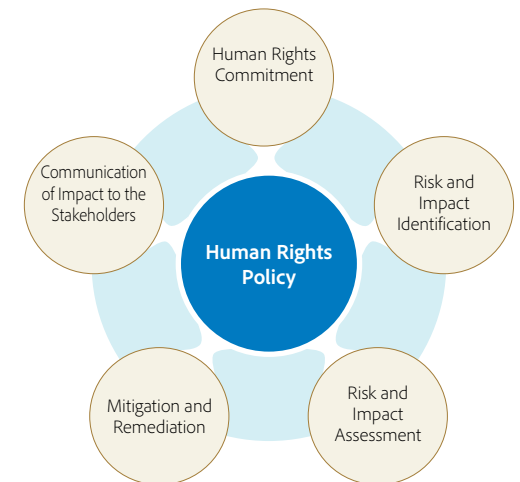 Human Rights
Commitment
Risk and
Impact
Identification
Risk and
Impact
Assessment
Mitigation and
Remediation
Communication
of Impact to the
Stakeholders
Human Rights
Policy